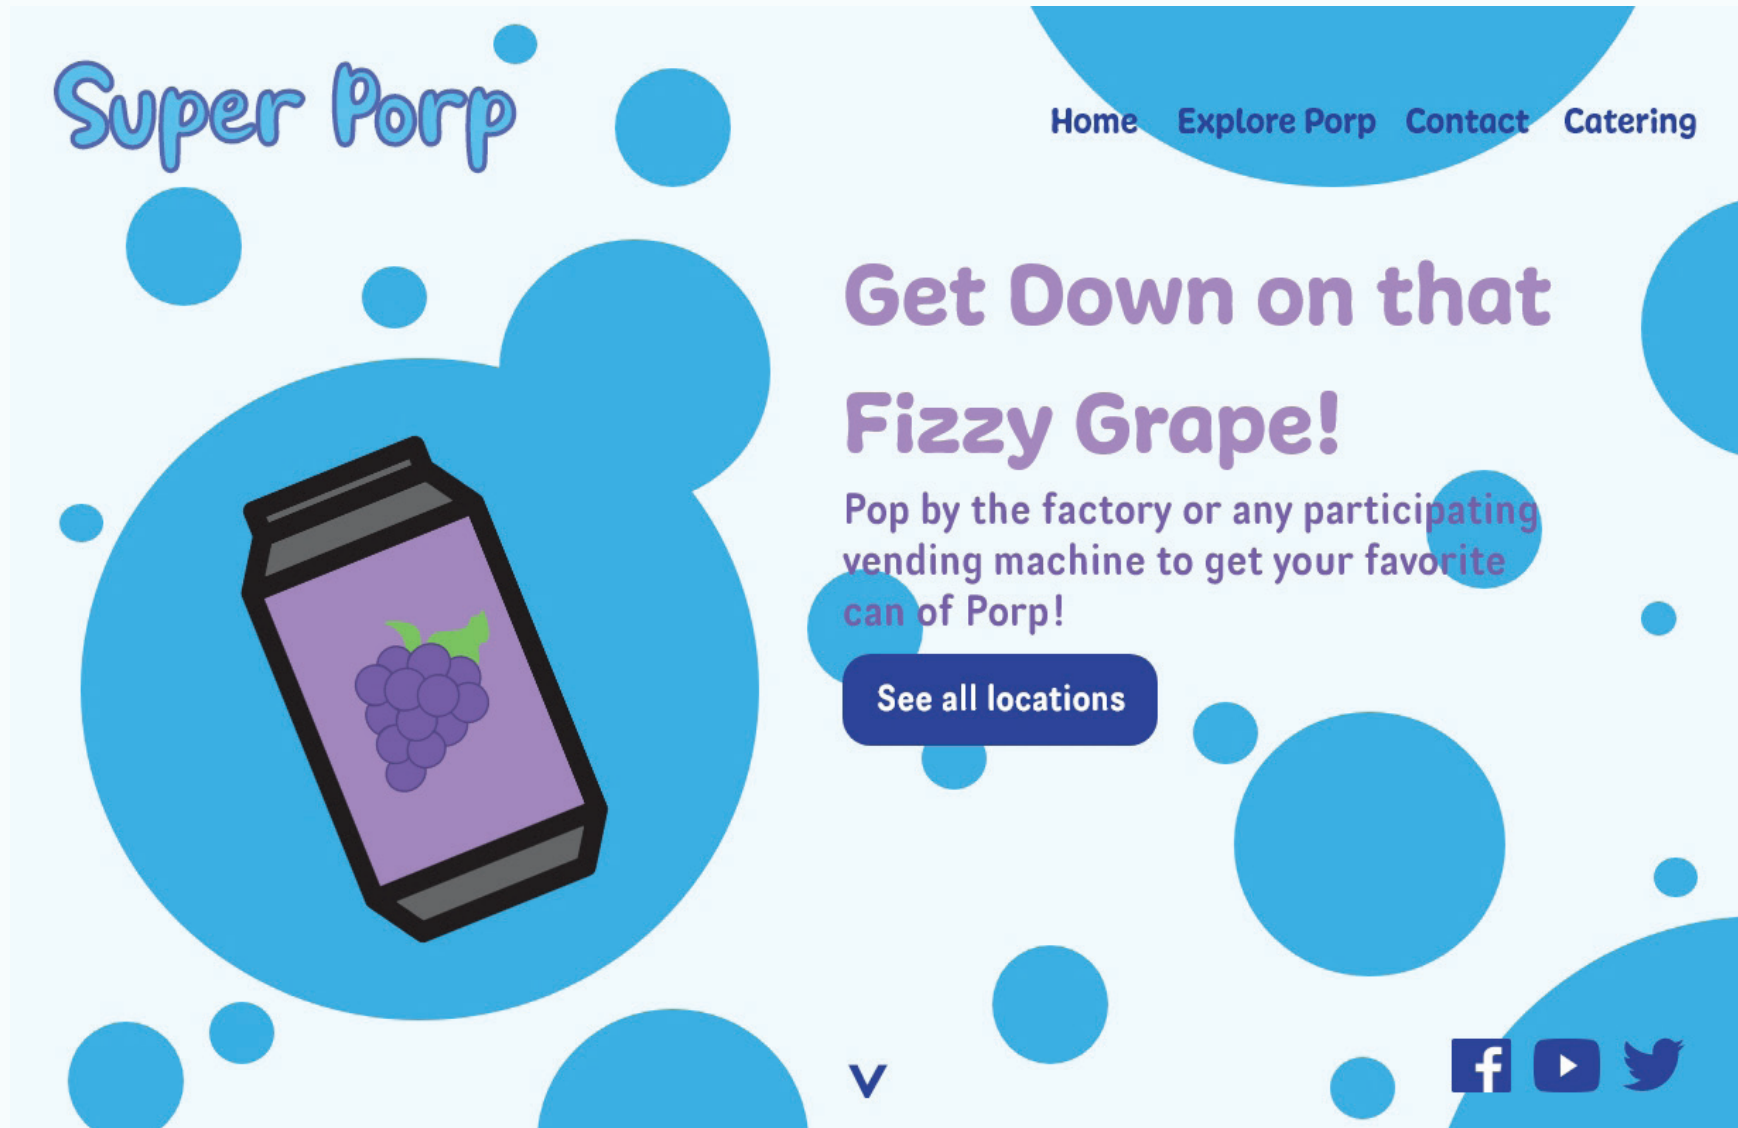 Super Porp
Home Explore Porp Contact Catering
Get Down on that
Fizzy Grape!
Pop by the factory or any participating
vending machine to get your favorite
can of Porp!
See all locations